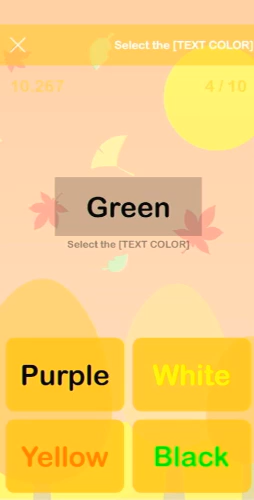 Select the [TEXT COLOR]
10.267 4 / 10
Green
Select the [TEXT COLOR]
Purple White
Yellow Black